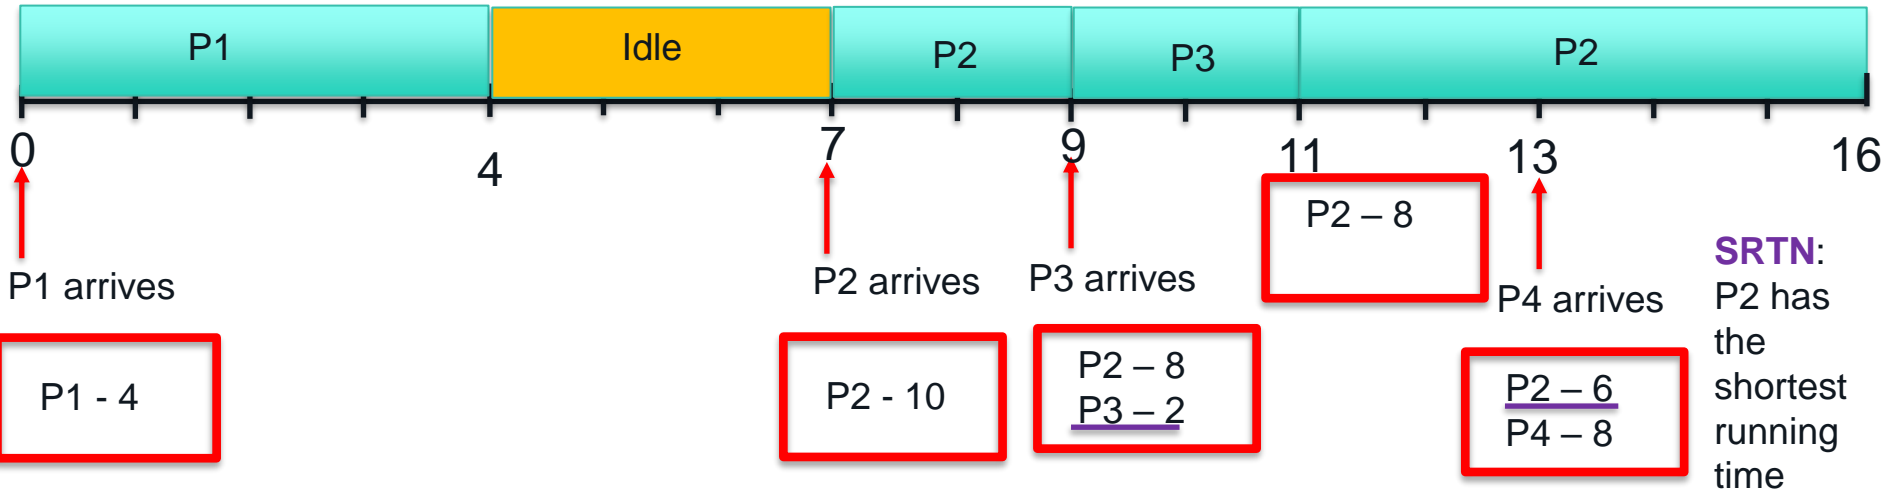 P1
Idle
P2
P3
P2
0
4
7
9
11
13
16
P1 arrives
P2 arrives
P3 arrives
P4 arrives
P1 - 4
P2 - 10
P2 – 8
P3 – 2
P2 – 8
P2 – 6
P4 – 8
SRTN:
P2 has
the
shortest
running
time